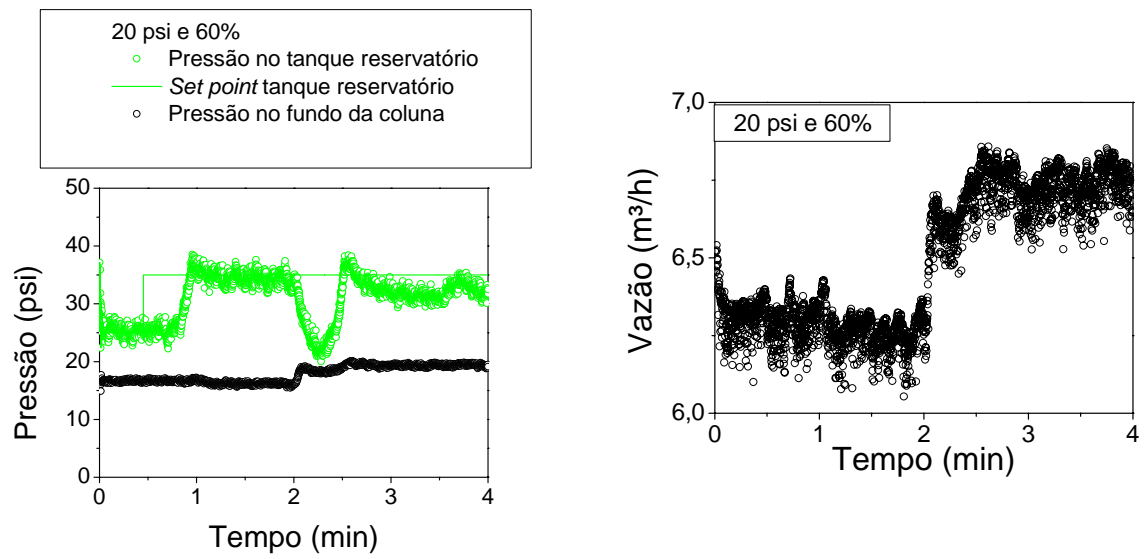 20 psi e 60%
Pressão no tanque reservatório
Set point tanque reservatório
Pressão no fundo da coluna
50
40
30
20
10
0
0 1 2 3 4
Pressão (psi)
Tempo (min)
20 psi e 60%
7,0
6,5
6,0
0 1 2 3 4
Vazão (m³/h)
Tempo (min)